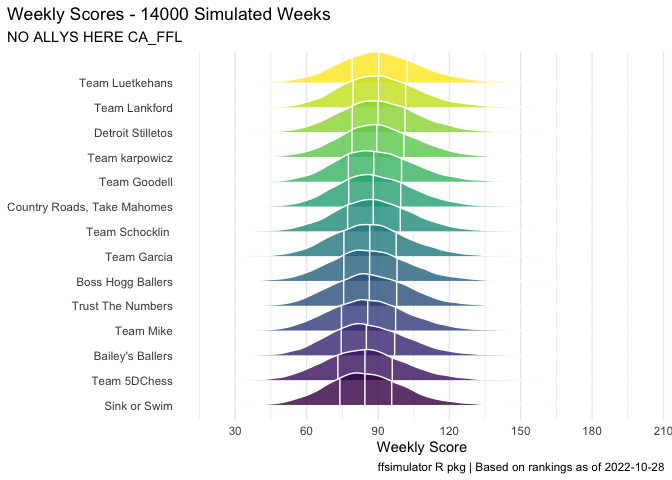 Weekly Scores - 14000 Simulated Weeks
NO ALLYS HERE CA_FFL
Team Luetkehans
Team Lankford
Detroit Stilletos
Team karpowicz
Team Goodell
Country Roads, Take Mahomes
Team Schocklin
Team Garcia
Boss Hogg Ballers
Trust The Numbers
Team Mike
Bailey's Ballers
Team 5DChess
Sink or Swim
30 60 90 120 150 180 210
Weekly Score
ffsimulator R pkg | Based on rankings as of 2022-10-28